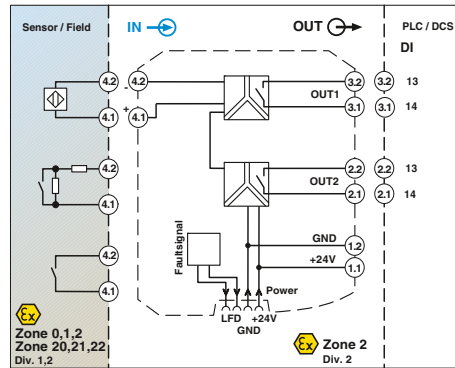 Sensor / Field
IN
OUT
PLC / DCS
DI
4.2
4.2
-
3.2
3.2
13
OUT1
4.1
+
4.1
3.1
3.1
14
4.2
2.2
2.2
13
OUT2
4.1
2.1
2.1
14
GND
1.2
Faultsignal
4.2
+24V
1.1
4.1
Power
LFD
+24V
GND
Ex
Zone 0,1,2
Zone 20,21,22
Div. 1,2
Ex
Zone 2
Div. 2